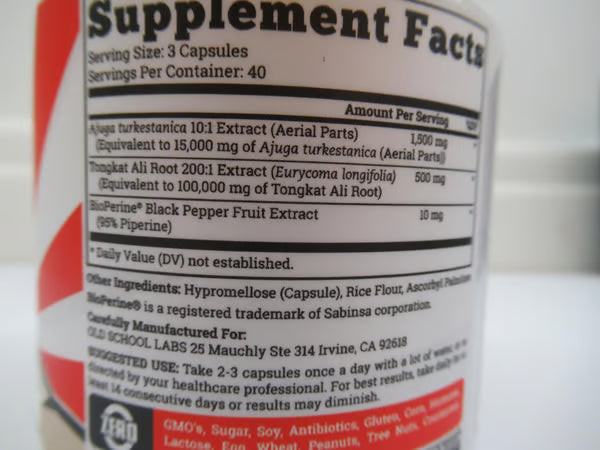 Supplement Facts
Serving Size: 3 Capsules
Servings Per Container: 40
Amount Per Serving
Ajuga turkestanica 10:1 Extract (Aerial Parts) 1,500 mg *
(Equivalent to 15,000 mg of Ajuga turkestanica (Aerial Parts))
Tongkat Ali Root 200:1 Extract (Eurycoma longifolia) 500 mg *
(Equivalent to 100,000 mg of Tongkat Ali Root)
BioPerine® Black Pepper Fruit Extract 10 mg *
(95% Piperine)
* Daily Value (DV) not established.
Other Ingredients: Hypromellose (Capsule), Rice Flour, Ascorbyl
BioPerine® is a registered trademark of Sabinsa corporation.
Carefully Manufactured For:
OLD SCHOOL LABS 25 Mauchly Ste 314 Irvine, CA 92618
SUGGESTED USE: Take 2-3 capsules once a day with a lot of water,
directed by your healthcare professional. For best results, take daily
least 14 consecutive days or results may diminish.
ZERO
GMO's, Sugar, Soy, Antibiotics, Gluten, Corn,
Lactose, Egg, Wheat, Peanuts, Tree Nuts,